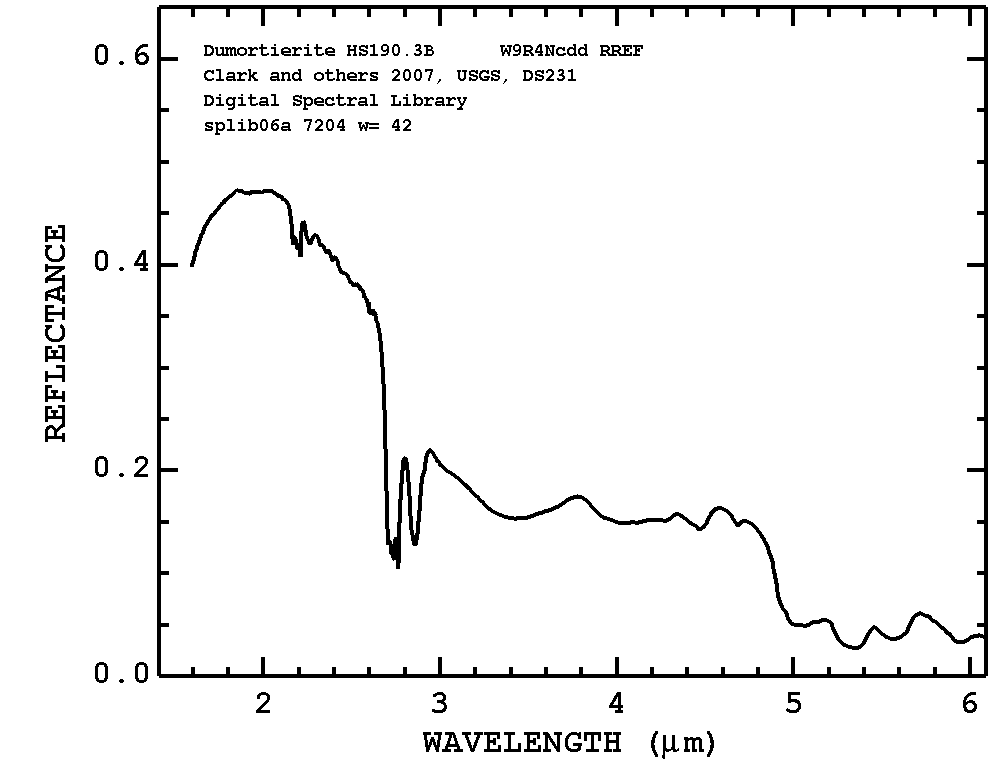 0.6
Dumortierite HS190.3B W9R4Ncdd RREF
Clark and others 2007, USGS, DS231
Digital Spectral Library
splib06a 7204 w= 42
0.4
REFLECTANCE
0.2
0.0
2 3 4 5 6
WAVELENGTH (μm)